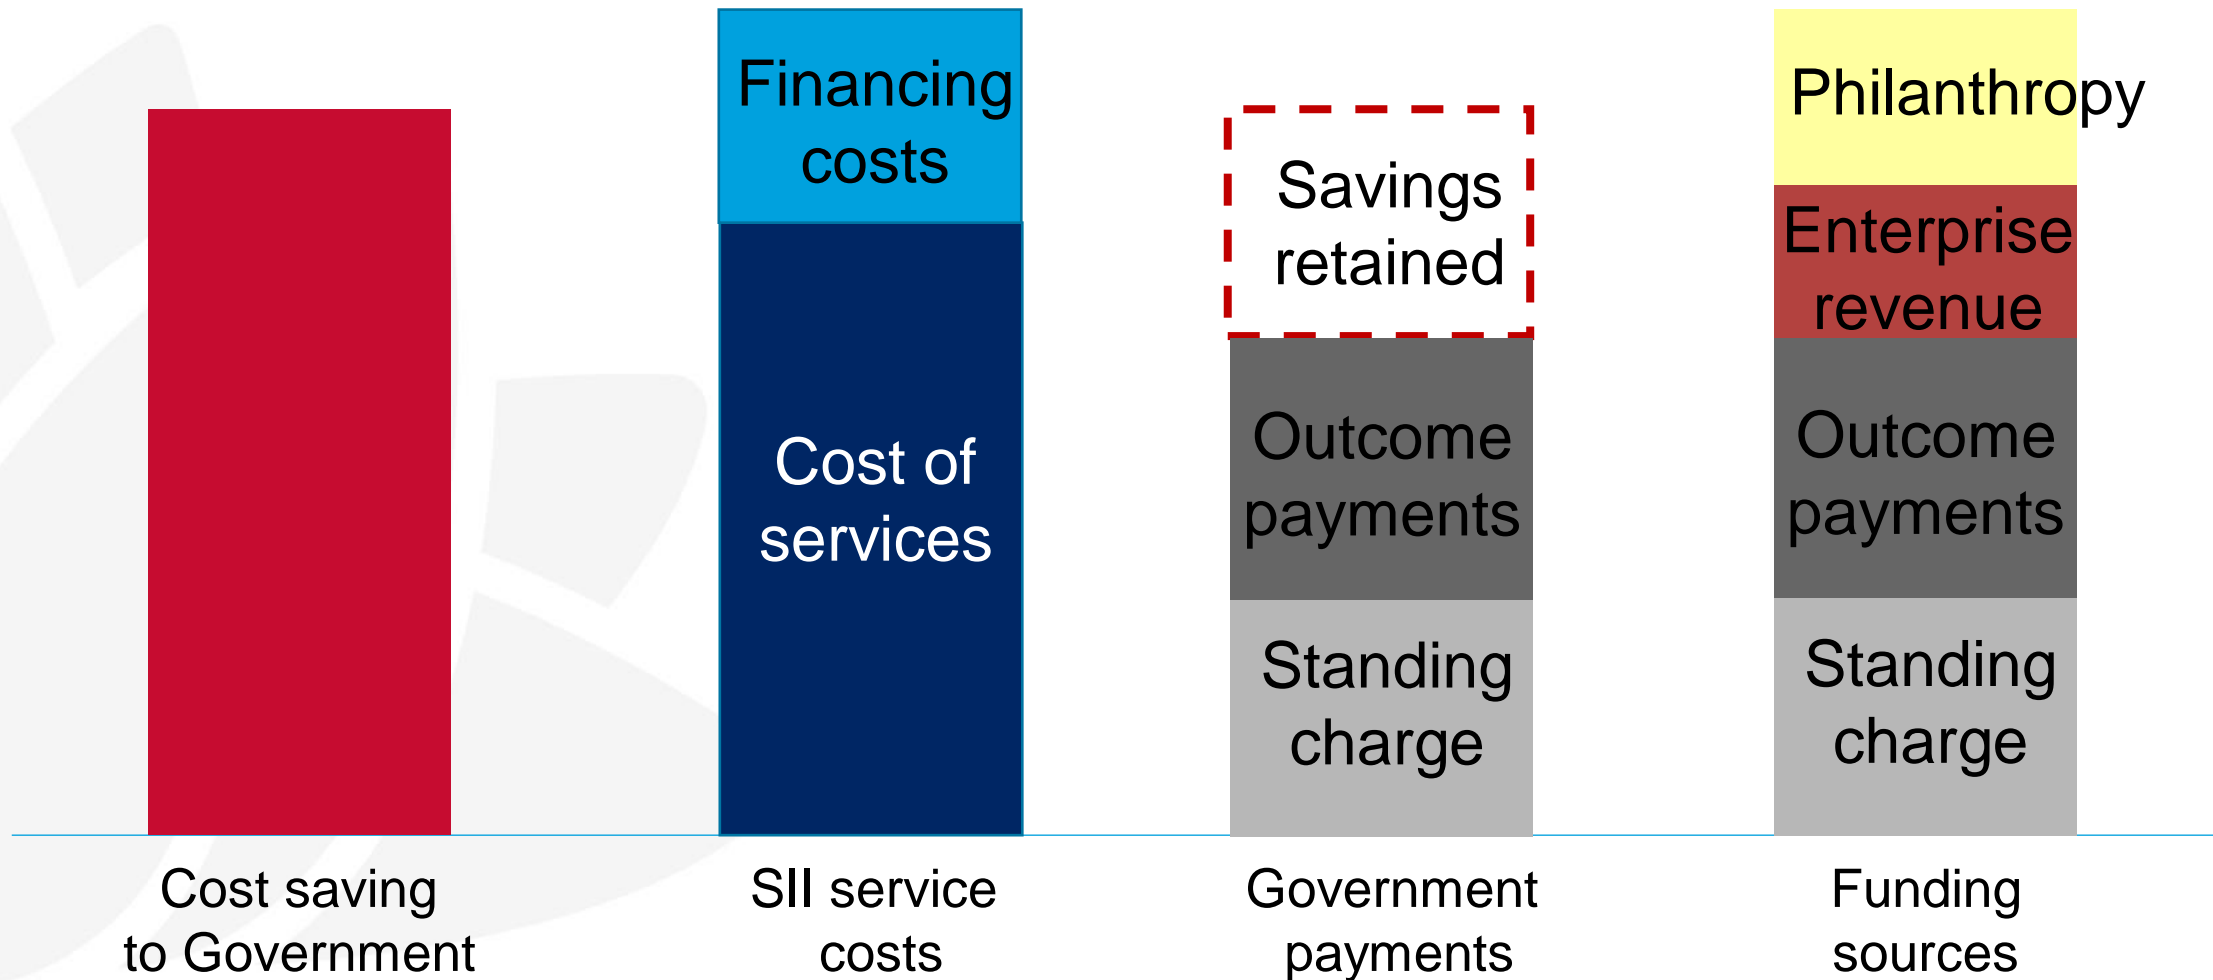 Financing
costs
Cost of
services
Savings
retained
Outcome
payments
Standing
charge
Philanthropy
Enterprise
revenue
Outcome
payments
Standing
charge
Cost saving
to Government
SII service
costs
Government
payments
Funding
sources